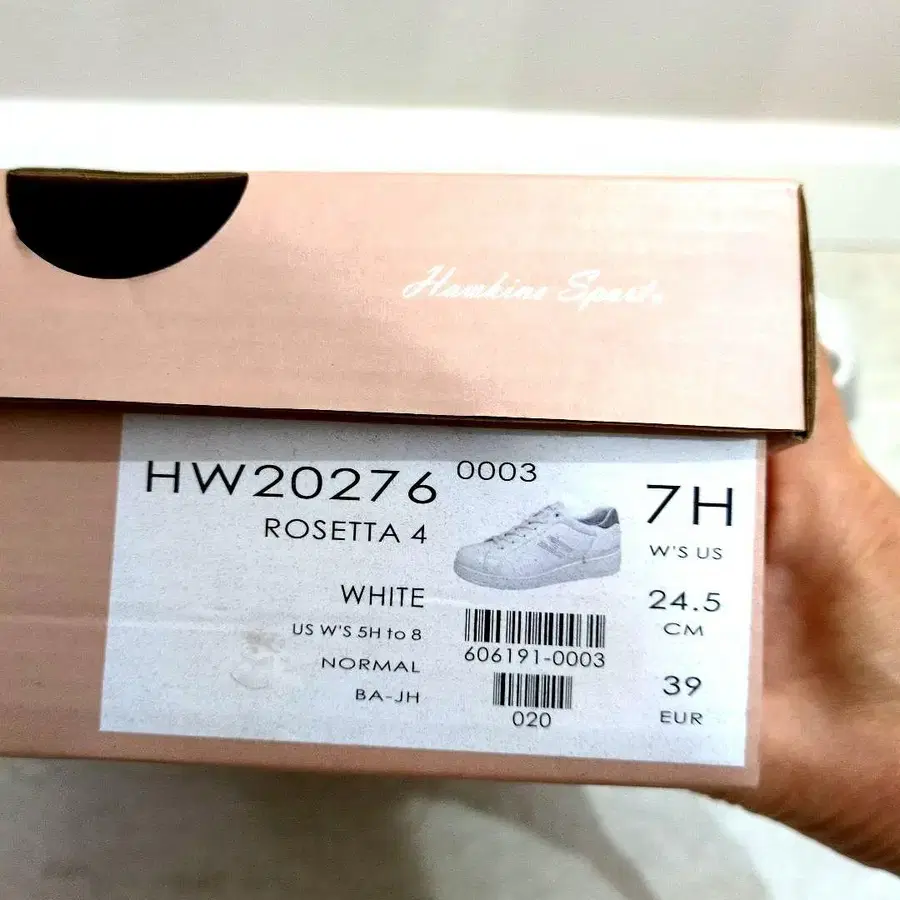 Hawkins Sport.
HW20276 0003
ROSETTA 4
WHITE
US W'S 5H to 8
NORMAL
BA-JH
606191-0003
020
7H
W'S US
24.5
CM
39
EUR